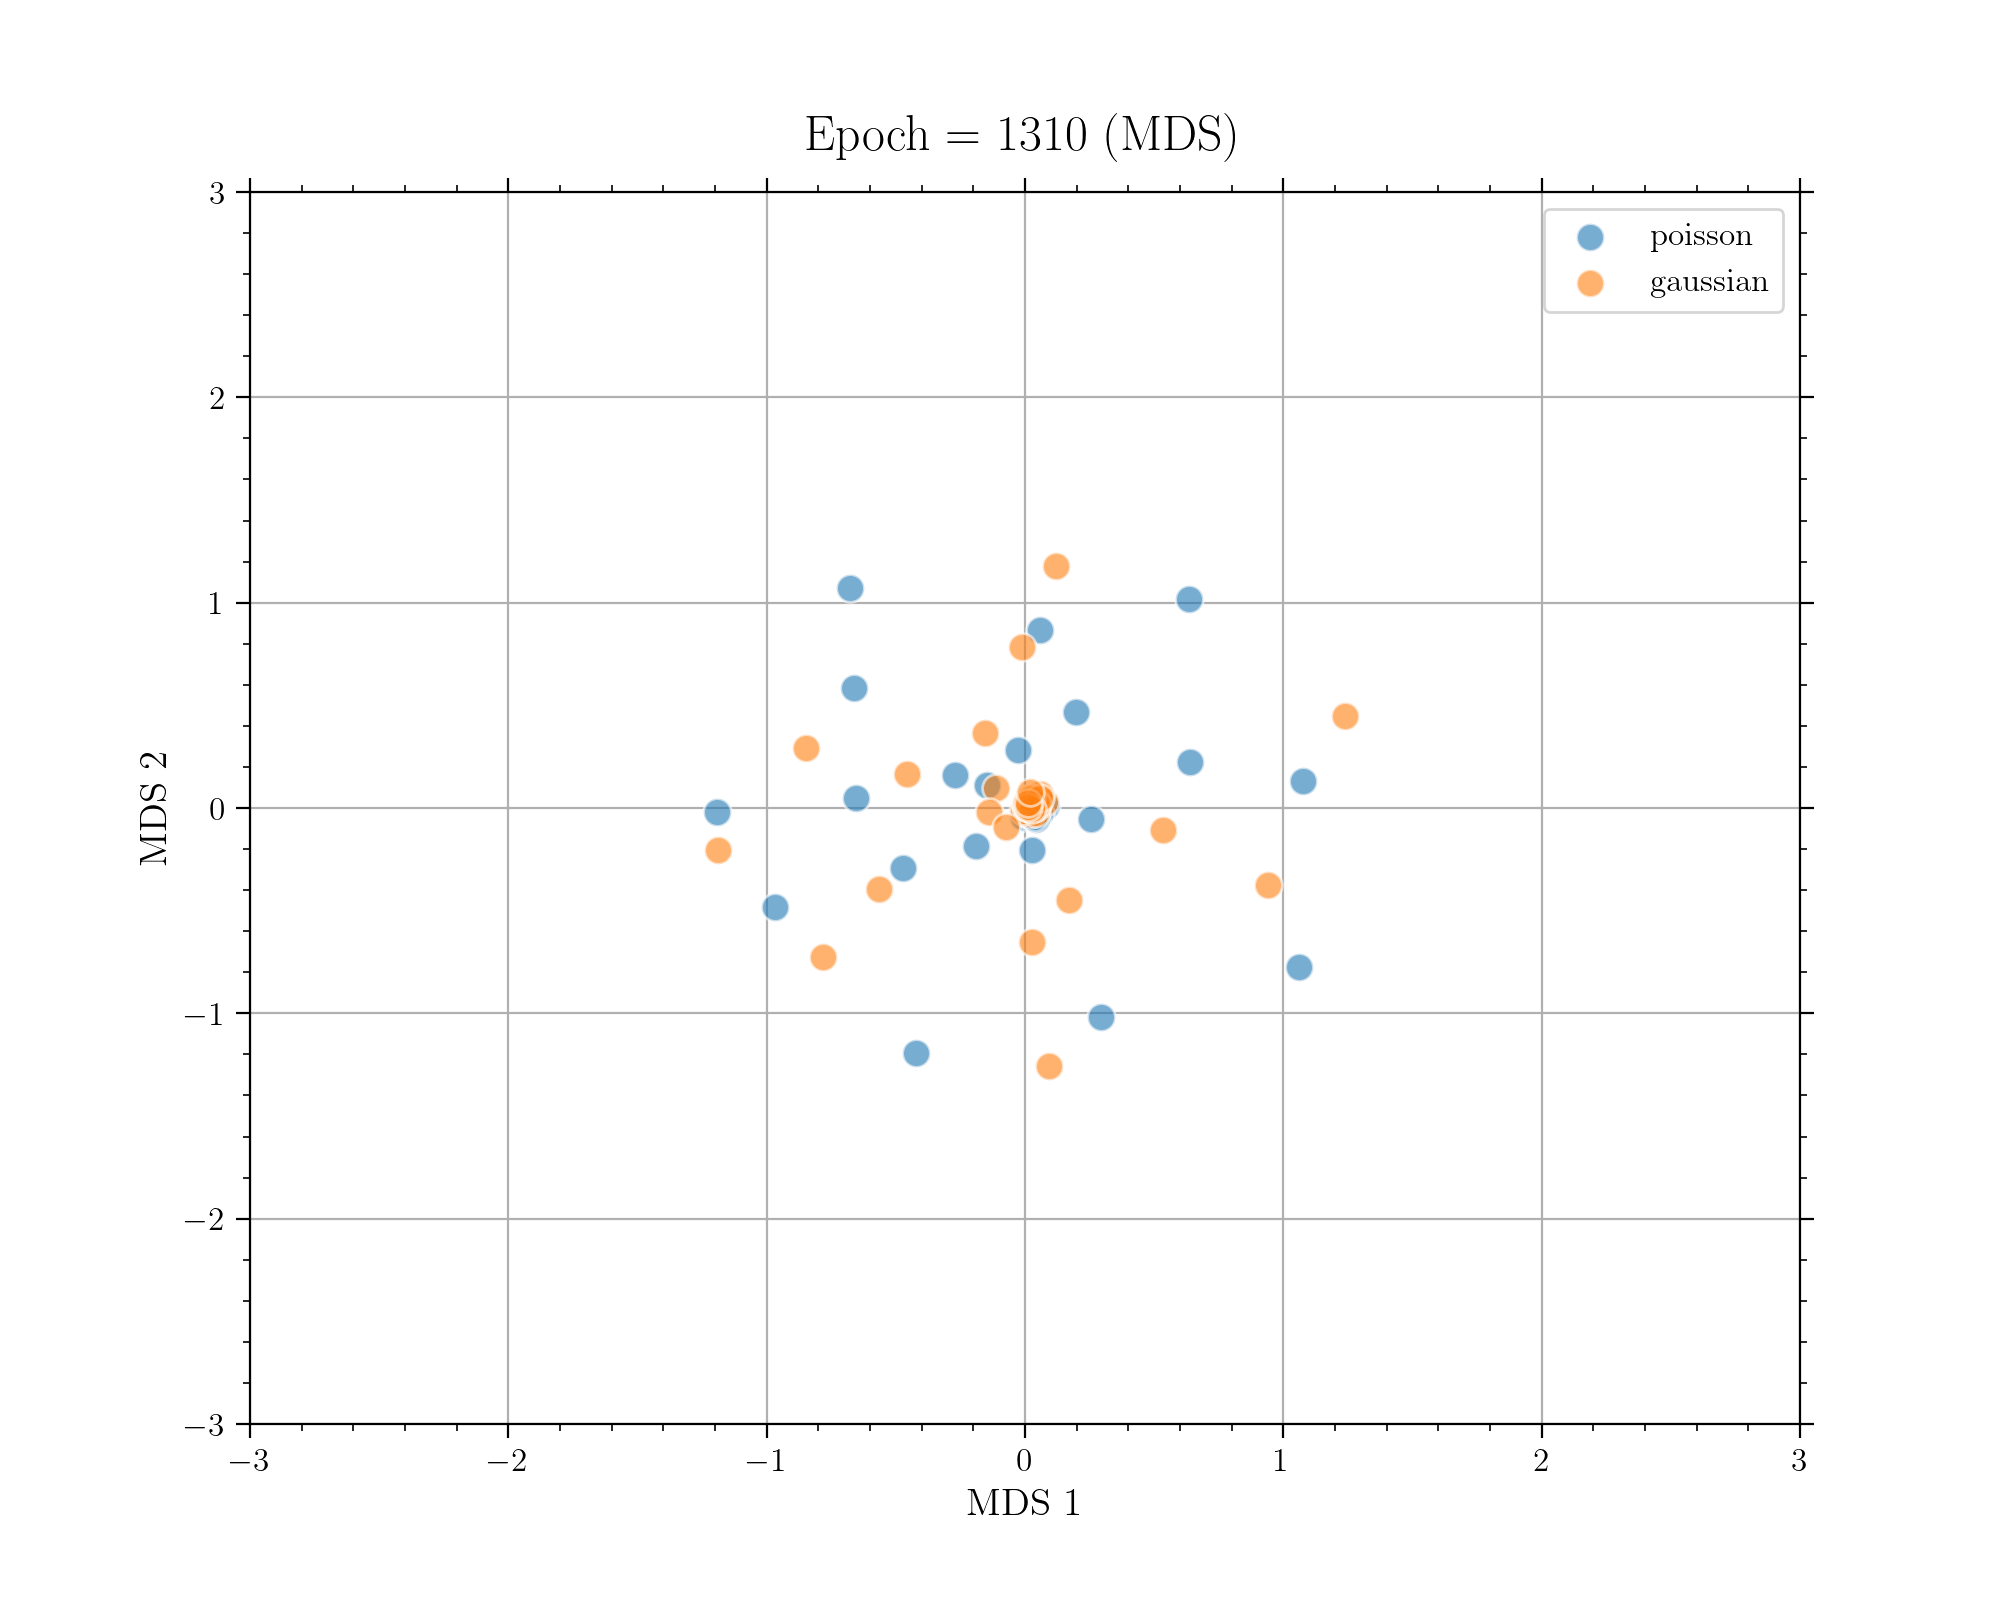 Epoch = 1310 (MDS)
poisson
gaussian
MDS 2
3
2
1
0
−1
−2
−3
−3 −2 −1 0 1 2 3
MDS 1